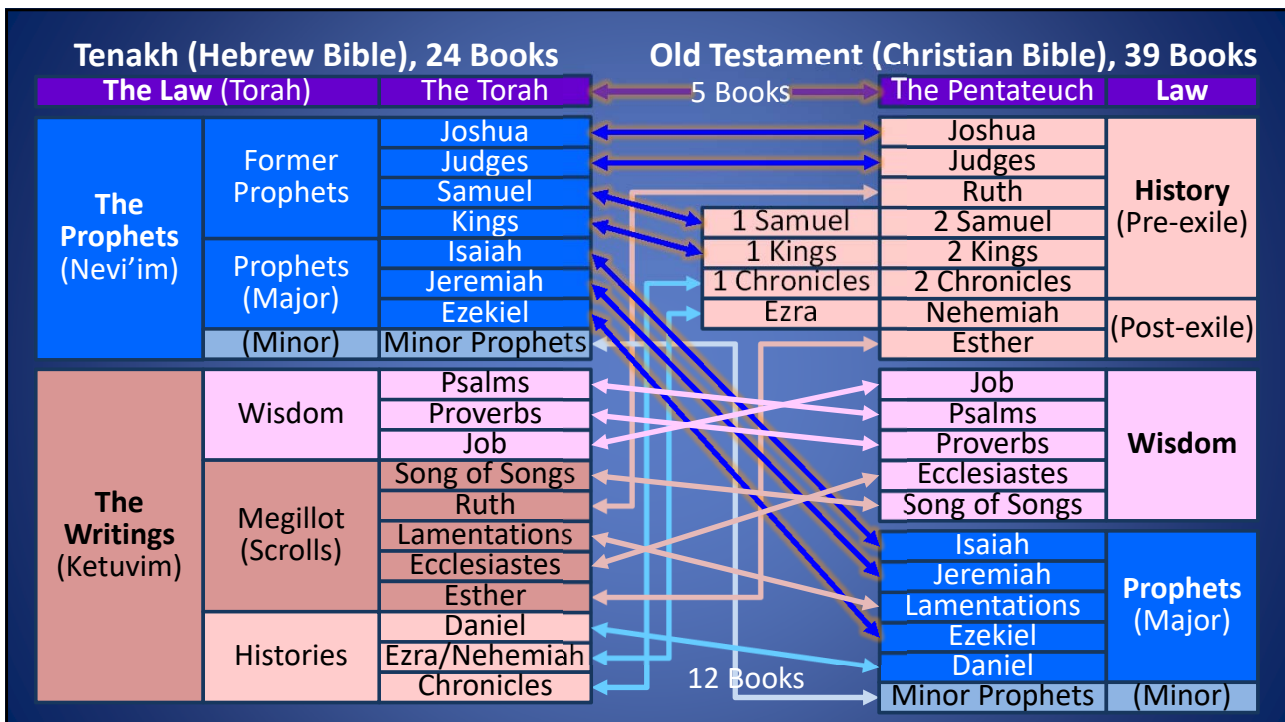 Tenakh (Hebrew Bible), 24 Books
Old Testament (Christian Bible), 39 Books
The Law (Torah)
The Torah
5 Books
The Pentateuch
Law
The
Prophets
(Nevi'im)
Former
Prophets
Joshua
Judges
Samuel
Kings
Prophets
(Major)
Isaiah
Jeremiah
Ezekiel
(Minor)
Minor Prophets
The
Writings
(Ketuvim)
Wisdom
Psalms
Proverbs
Job
Megillot
(Scrolls)
Song of Songs
Ruth
Lamentations
Ecclesiastes
Esther
Histories
Daniel
Ezra/Nehemiah
Chronicles
12 Books
Joshua
Judges
Ruth
1 Samuel
2 Samuel
1 Kings
2 Kings
1 Chronicles
2 Chronicles
Ezra
Nehemiah
Esther
History
(Pre-exile)
(Post-exile)
Job
Psalms
Proverbs
Ecclesiastes
Song of Songs
Wisdom
Isaiah
Jeremiah
Lamentations
Ezekiel
Daniel
Prophets
(Major)
Minor Prophets
(Minor)